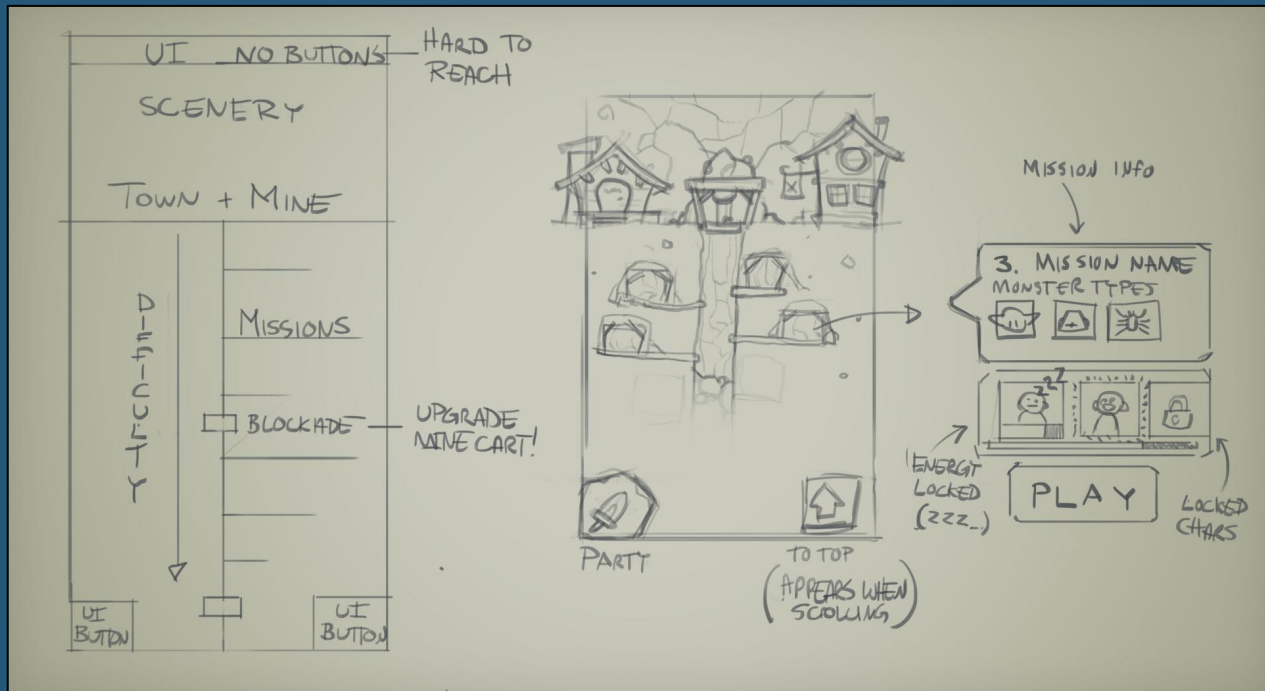 UI NO BUTTONS
HARD TO
REACH
SCENERY
TOWN + MINE
DIFFICULTY
MISSIONS
BLOCKADE
UPGRADE
MINE CART!
UI
BUTTON
UI
BUTTON
PARTY
TO TOP
(APPEARS WHEN
SCROLLING)
MISSION INFO
3. MISSION NAME
MONSTER TYPES
ZZZ
ENERGY
LOCKED
(ZZZ...)
PLAY
LOCKED
CHARS